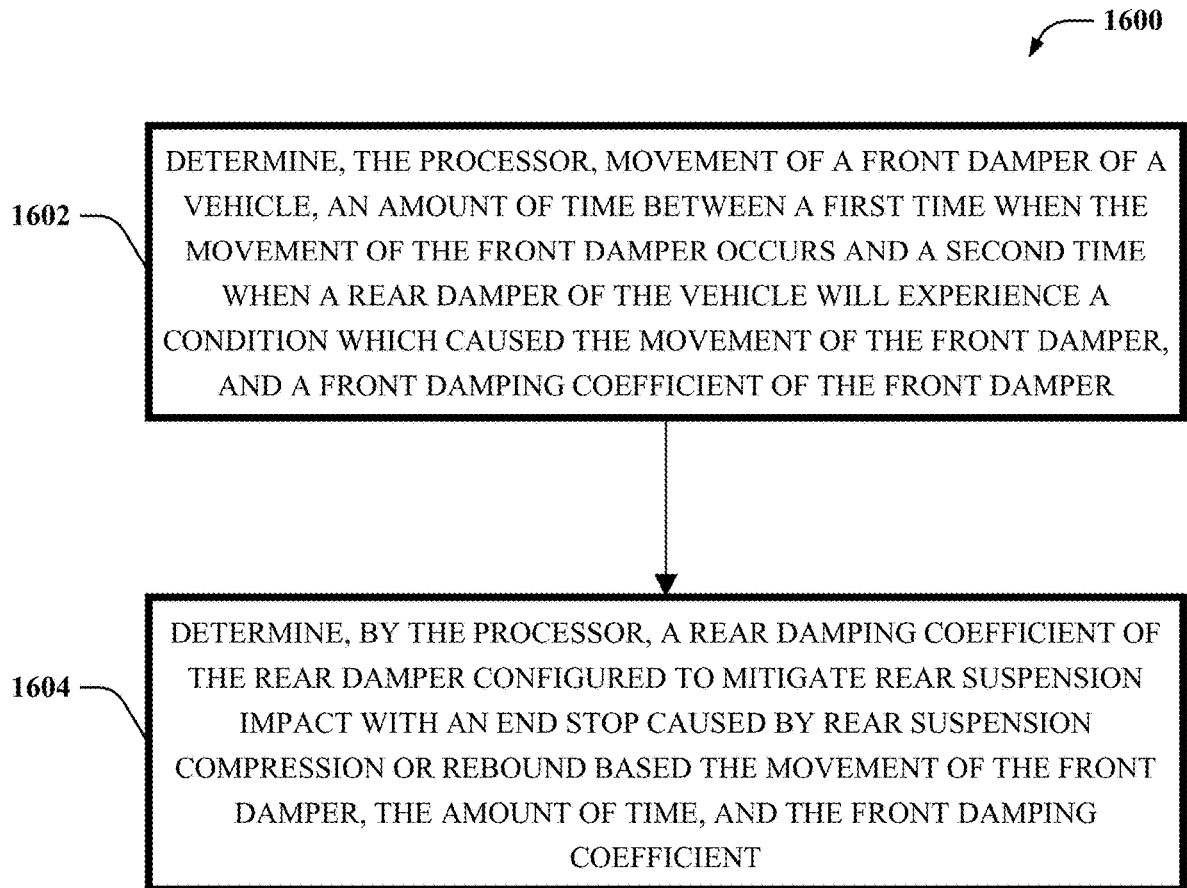 1600
1602
DETERMINE, THE PROCESSOR, MOVEMENT OF A FRONT DAMPER OF A
VEHICLE, AN AMOUNT OF TIME BETWEEN A FIRST TIME WHEN THE
MOVEMENT OF THE FRONT DAMPER OCCURS AND A SECOND TIME
WHEN A REAR DAMPER OF THE VEHICLE WILL EXPERIENCE A
CONDITION WHICH CAUSED THE MOVEMENT OF THE FRONT DAMPER,
AND A FRONT DAMPING COEFFICIENT OF THE FRONT DAMPER
1604
DETERMINE, BY THE PROCESSOR, A REAR DAMPING COEFFICIENT OF
THE REAR DAMPER CONFIGURED TO MITIGATE REAR SUSPENSION
IMPACT WITH AN END STOP CAUSED BY REAR SUSPENSION
COMPRESSION OR REBOUND BASED THE MOVEMENT OF THE FRONT
DAMPER, THE AMOUNT OF TIME, AND THE FRONT DAMPING
COEFFICIENT